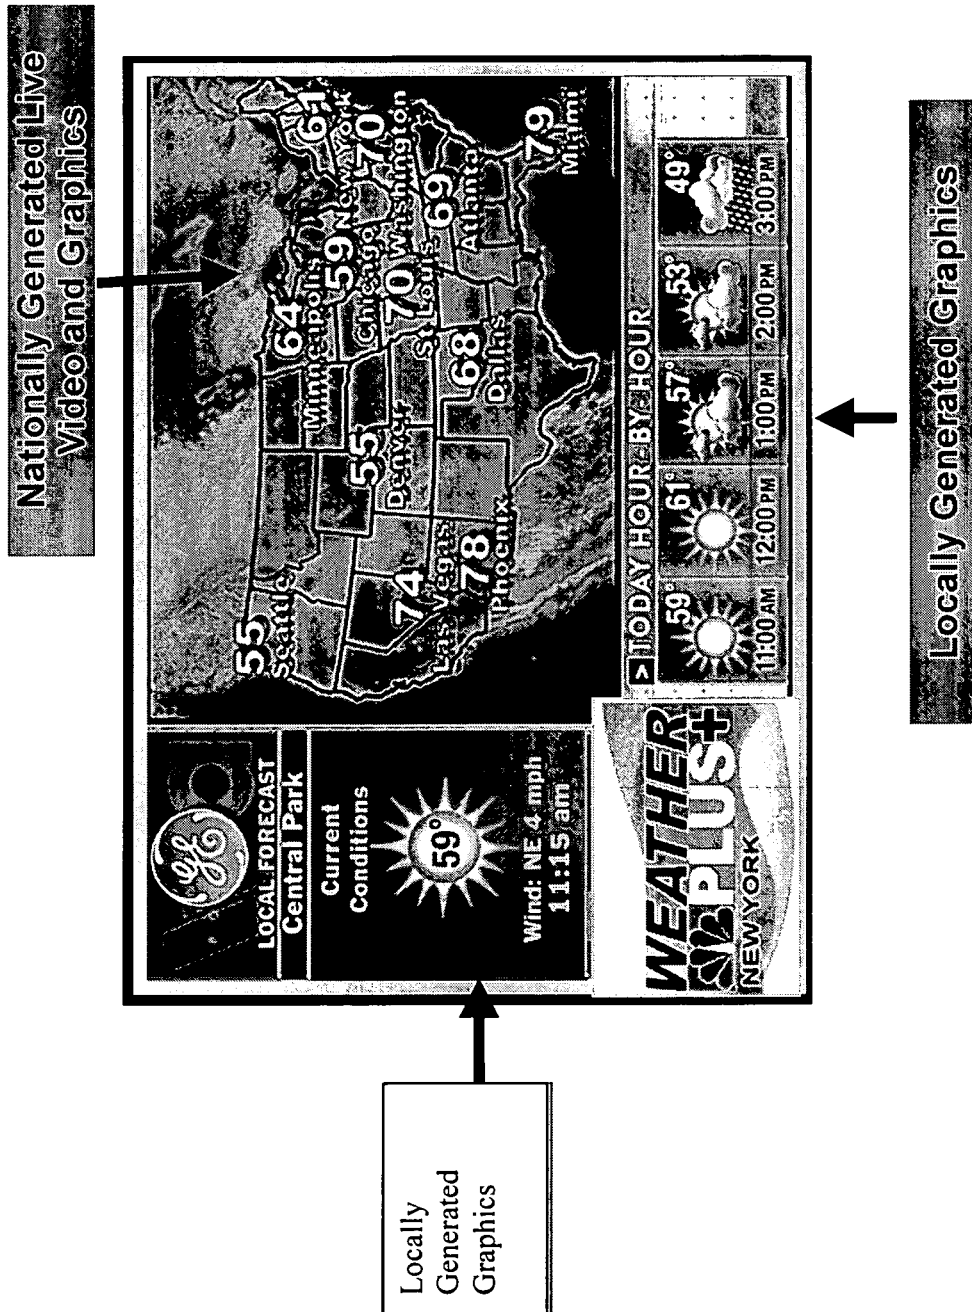 Nationally Generated Live
Video and Graphics
Locally
Generated
Graphics
LOCAL FORECAST
Central Park
Current
Conditions
59°
Wind: NE 4 mph
11:15 am
55
Seattle
64
Minneapolis
61
New York
59
Chicago
70
Washington
55
Denver
70
St. Louis
74
Las Vegas
69
Atlanta
78
Phoenix
68
Dallas
79
Miami
WEATHER
PLUS+
NEW YORK
> TODAY HOUR-BY-HOUR
59° 61° 57° 53° 49°
11:00 AM 12:00 PM 1:00 PM 2:00 PM 3:00 PM
Locally Generated Graphics